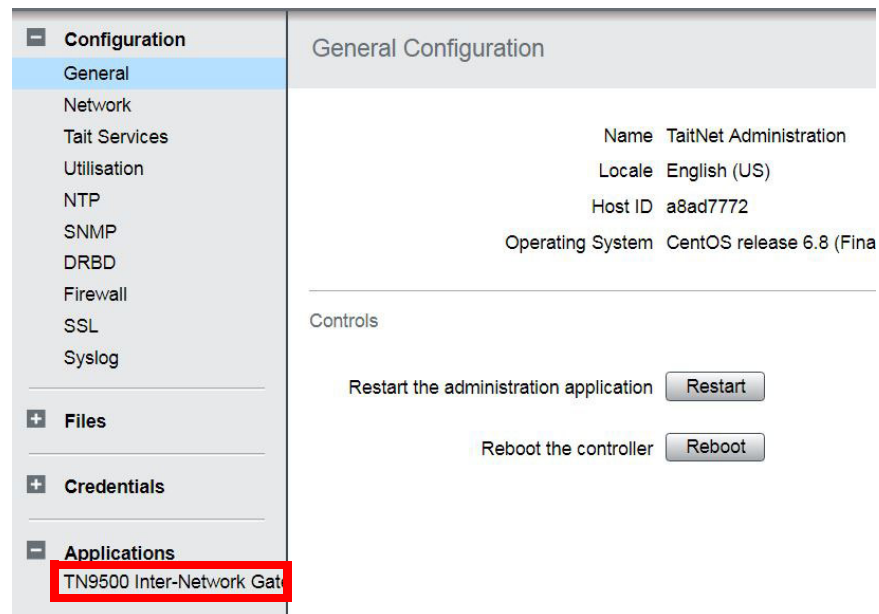 Configuration
General
Network
Tait Services
Utilisation
NTP
SNMP
DRBD
Firewall
SSL
Syslog
Files
Credentials
Applications
TN9500 Inter-Network Gate
General Configuration
Name TaitNet Administration
Locale English (US)
Host ID a8ad7772
Operating System CentOS release 6.8 (Fina
Controls
Restart the administration application Restart
Reboot the controller Reboot